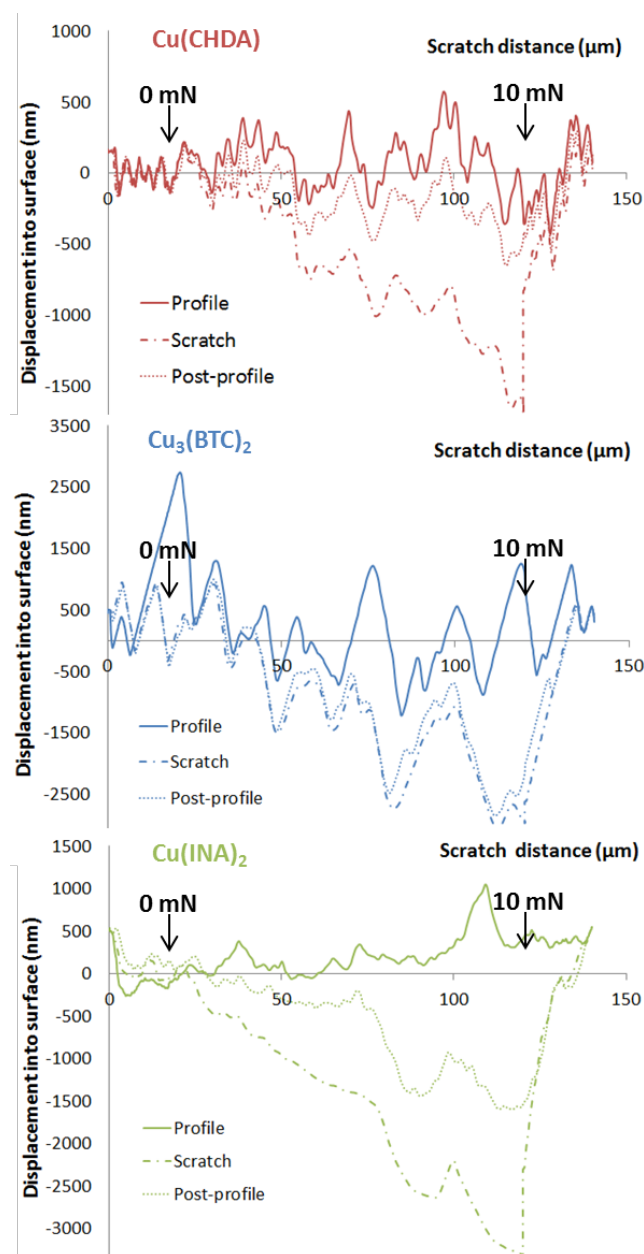 Cu(CHDA)
Scratch distance (µm)
Displacement into surface (nm)
1000
500
0
-500
-1000
-1500
0
50
100
150
0 mN
10 mN
Profile
Scratch
Post-profile
Cu3(BTC)2
Scratch distance (µm)
Displacement into surface (nm)
3500
2500
1500
500
-500
-1500
-2500
0
50
100
150
0 mN
10 mN
Profile
Scratch
Post-profile
Cu(INA)2
Scratch distance (µm)
Displacement into surface (nm)
1500
1000
500
0
-500
-1000
-1500
-2000
-2500
-3000
0
50
100
150
0 mN
10 mN
Profile
Scratch
Post-profile